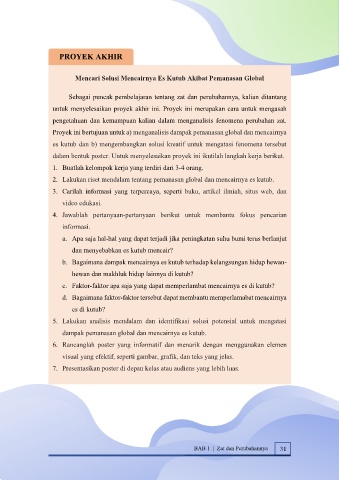 PROYEK AKHIR
Mencari Solusi Mencairnya Es Kutub Akibat Pemanasan Global
Sebagai puncak pembelajaran tentang zat dan perubahannya, kalian ditantang
untuk menyelesaikan proyek akhir ini. Proyek ini merupakan cara untuk mengasah
pengetahuan dan kemampuan kalian dalam menganalisis fenomena perubahan zat.
Proyek ini bertujuan untuk a) menganalisis dampak pemanasan global dan mencairnya
es kutub dan b) mengembangkan solusi kreatif untuk mengatasi fenomena tersebut
dalam bentuk poster. Untuk menyelesaikan proyek ini ikutilah langkah kerja berikut.
1. Buatlah kelompok kerja yang terdiri dari 3-4 orang.
2. Lakukan riset mendalam tentang pemanasan global dan mencairnya es kutub.
3. Carilah informasi yang terpercaya, seperti buku, artikel ilmiah, situs web, dan
video edukasi.
4. Jawablah pertanyaan-pertanyaan berikut untuk membantu fokus pencarian
informasi.
a. Apa saja hal-hal yang dapat terjadi jika peningkatan suhu bumi terus berlanjut
dan menyebabkan es kutub mencair?
b. Bagaimana dampak mencairnya es kutub terhadap kelangsungan hidup hewan-
hewan dan makhluk hidup lainnya di kutub?
c. Faktor-faktor apa saja yang dapat memperlambat mencairnya es di kutub?
d. Bagaimana faktor-faktor tersebut dapat membantu memperlamabat mencairnya
es di kutub?
5. Lakukan analisis mendalam dan identifikasi solusi potensial untuk mengatasi
dampak pemanasan global dan mencairnya es kutub.
6. Rancanglah poster yang informatif dan menarik dengan menggunakan elemen
visual yang efektif, seperti gambar, grafik, dan teks yang jelas.
7. Presentasikan poster di depan kelas atau audiens yang lebih luas.
BAB 1 | Zat dan Perubahannya 31